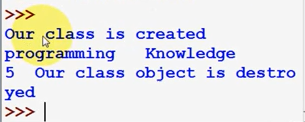 >>>
Our class is created
programming   Knowledge
5  Our class object is destro
yed
>>>